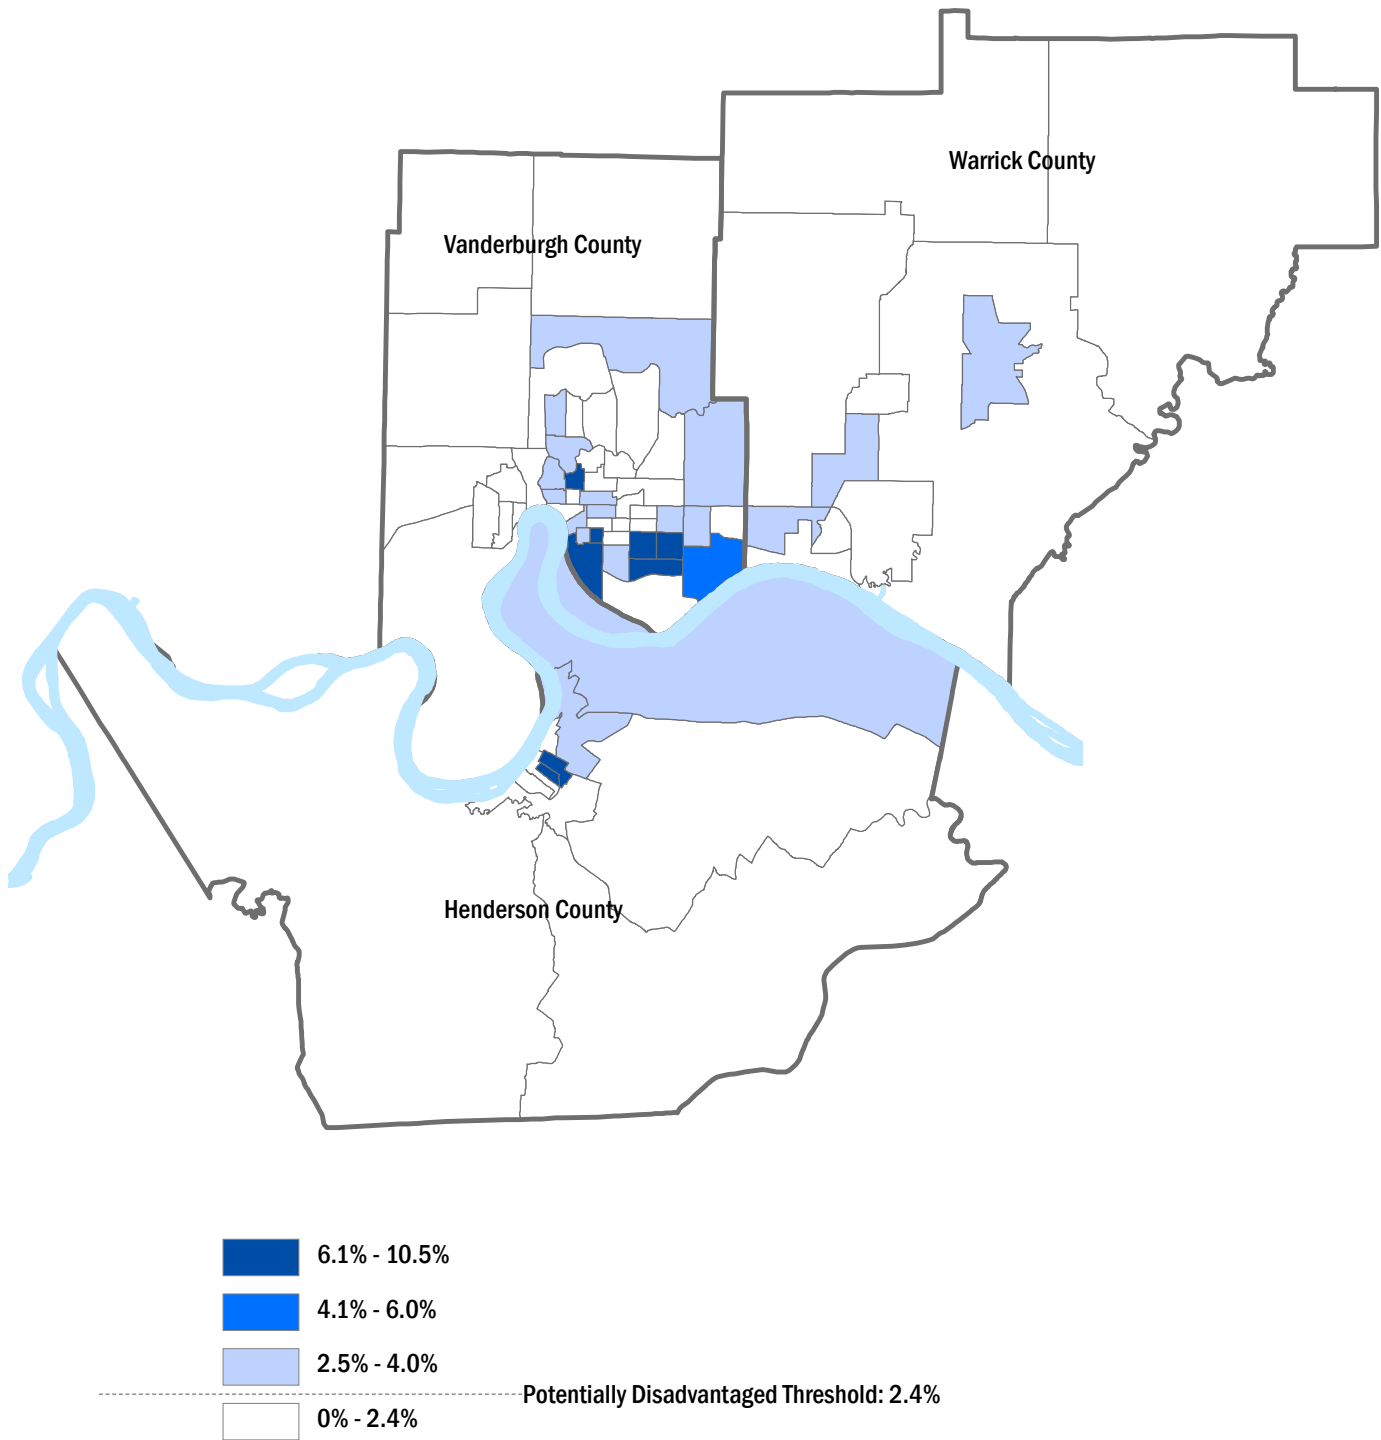 Warrick County
Vanderburgh County
Henderson County
6.1% - 10.5%
4.1% - 6.0%
2.5% - 4.0%
Potentially Disadvantaged Threshold: 2.4%
0% - 2.4%